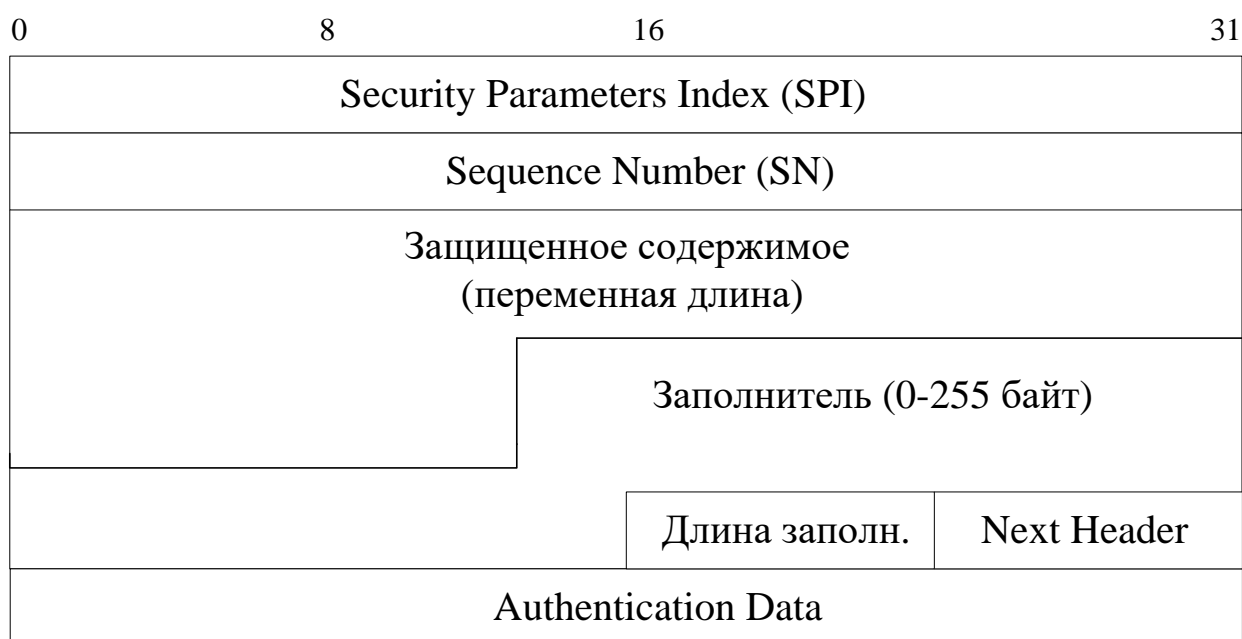 0 8 16 31
Security Parameters Index (SPI)
Sequence Number (SN)
Защищенное содержимое
(переменная длина)
Заполнитель (0-255 байт)
Длина заполн. Next Header
Authentication Data